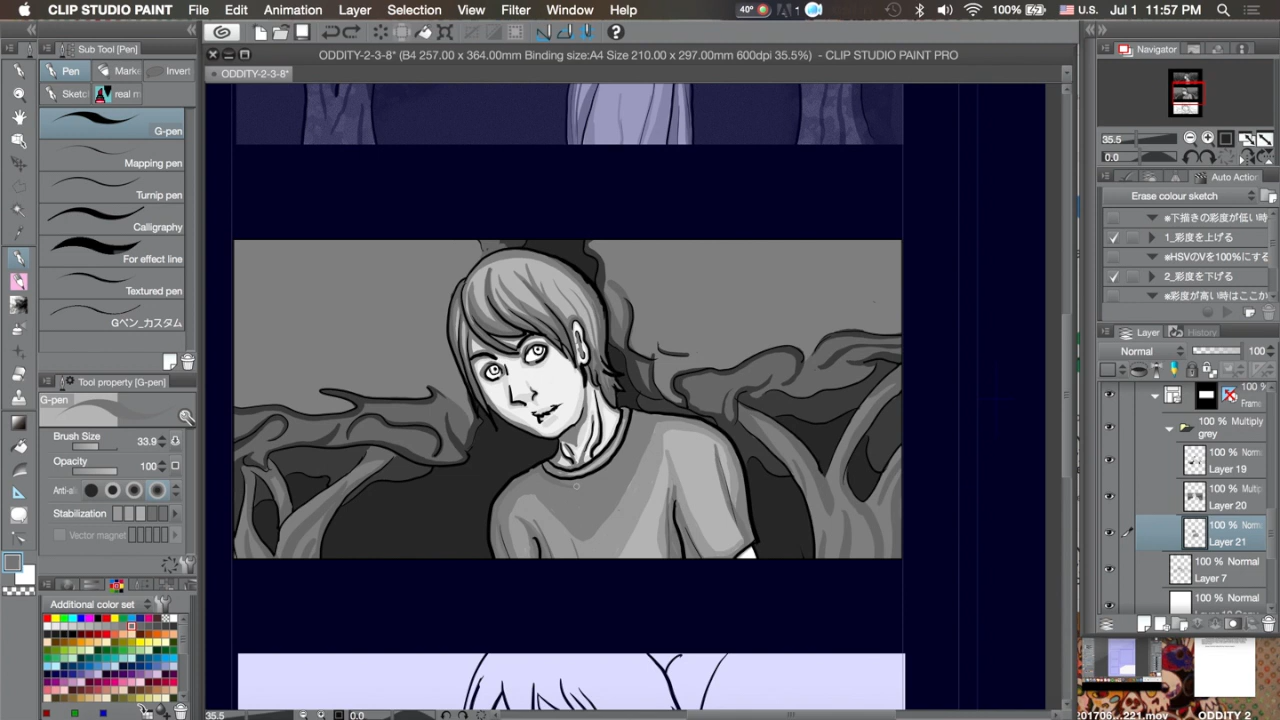 CLIP STUDIO PAINT File Edit Animation Layer Selection View Filter Window Help 40° 1 100% U.S. Jul 1 11:57 PM
ODDITY-2-3-8* (B4 257.00 x 364.00mm Binding size:A4 Size 210.00 x 297.00mm 600dpi 35.5%) - CLIP STUDIO PAINT PRO
ODDITY-2-3-8*
Sub Tool [Pen]
Pen Marke Invert
Sketc real m
G-pen
Mapping pen
Turnip pen
Calligraphy
For effect line
Textured pen
Gペン_カスタム
Tool property [G-pen]
G-pen
Brush Size 33.9
Opacity 100
Anti-al
Stabilization
Vector magnet
Additional color set
35.5 0.0
Navigator
35.5
0.0
Auto Action
Erase colour sketch
※下描きの彩度が低い時
1_彩度を上げる
※HSVのVを100%にする
2_彩度を下げる
※彩度が高い時はここか
Layer History
Normal 100
100 %
Frame
100 % Multiply
grey
100 % Norm
Layer 19
100 % Multip
Layer 20
100 % Norm
Layer 21
100 % Normal
Layer 7
100 % Normal
201706 ...221.mov ODDITY 2